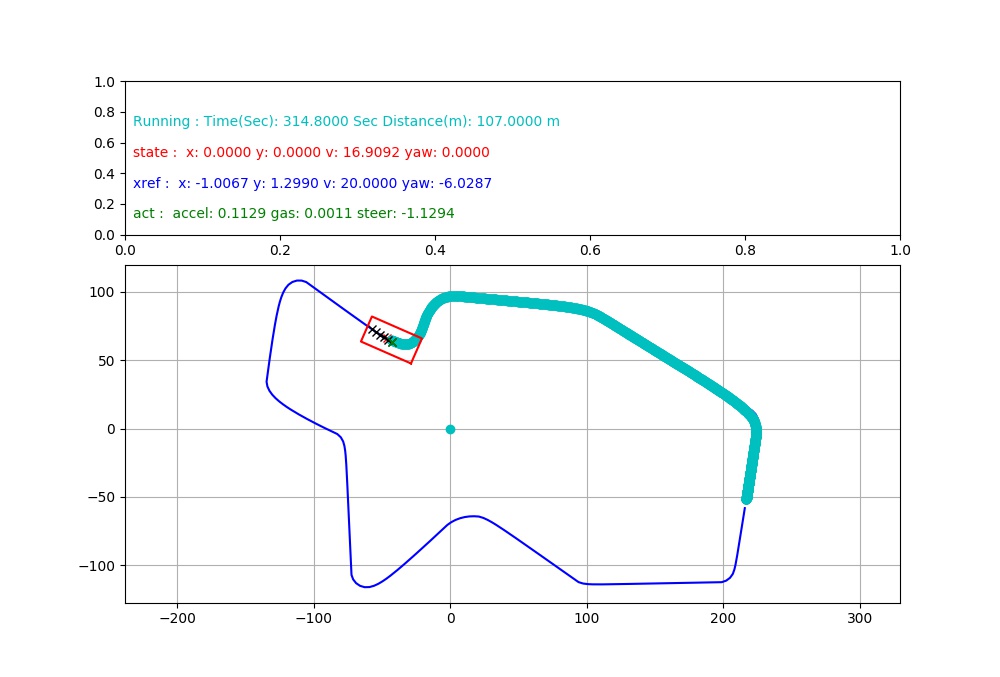 1.0
0.8
Running : Time(Sec): 314.8000 Sec Distance(m): 107.0000 m
0.6
state :  x: 0.0000 y: 0.0000 v: 16.9092 yaw: 0.0000
0.4
xref :  x: -1.0067 y: 1.2990 v: 20.0000 yaw: -6.0287
0.2
act :  accel: 0.1129 gas: 0.0011 steer: -1.1294
0.0
0.0 0.2 0.4 0.6 0.8 1.0
100
50
0
−50
−100
−200 −100 0 100 200 300